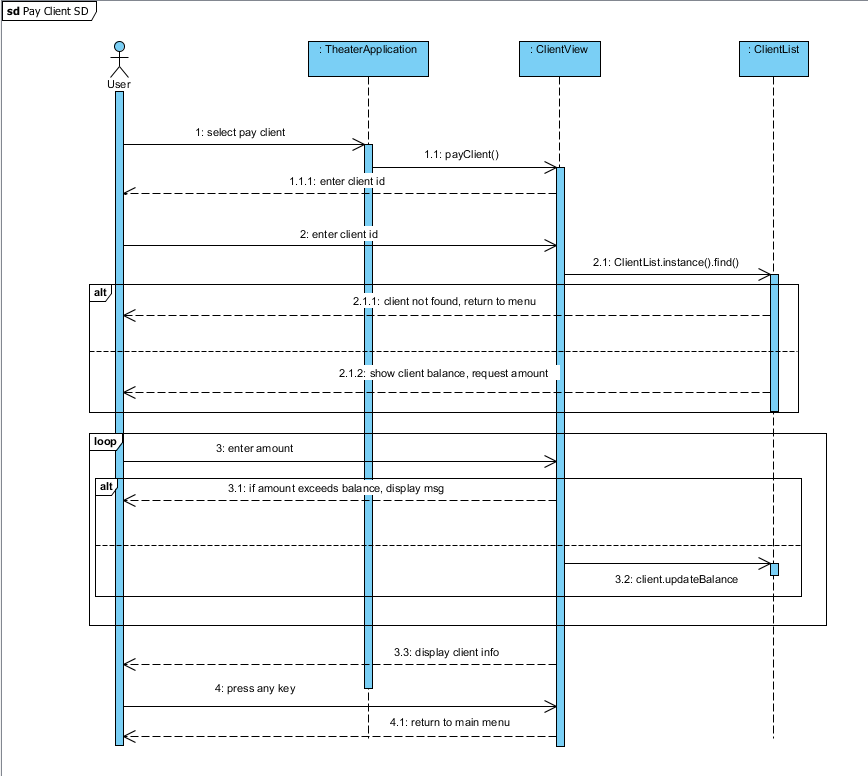 sd Pay Client SD
: TheaterApplication
: ClientView
: ClientList
User
1: select pay client
1.1: payClient()
1.1.1: enter client id
2: enter client id
2.1: ClientList.instance().find()
alt
2.1.1: client not found, return to menu
2.1.2: show client balance, request amount
loop
3: enter amount
alt
3.1: if amount exceeds balance, display msg
3.2: client.updateBalance
3.3: display client info
4: press any key
4.1: return to main menu